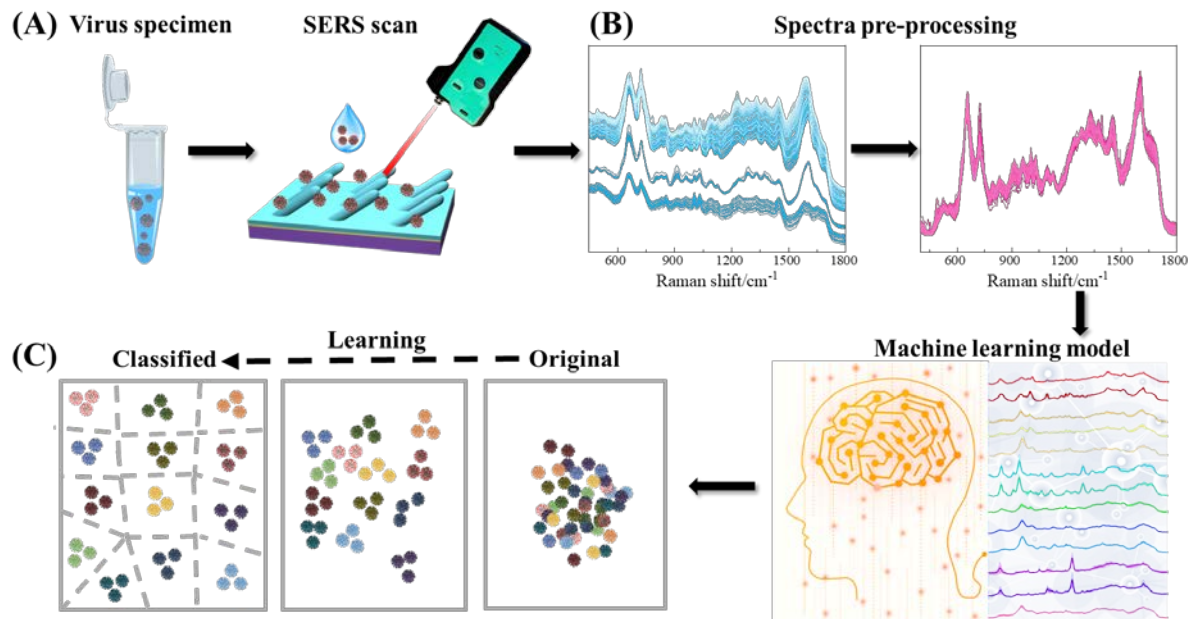 (A)
Virus specimen
SERS scan
(B)
Spectra pre-processing
600 900 1200 1500 1800
Raman shift/cm⁻¹
600 900 1200 1500 1800
Raman shift/cm⁻¹
(C)
Learning
Classified
Original
Machine learning model